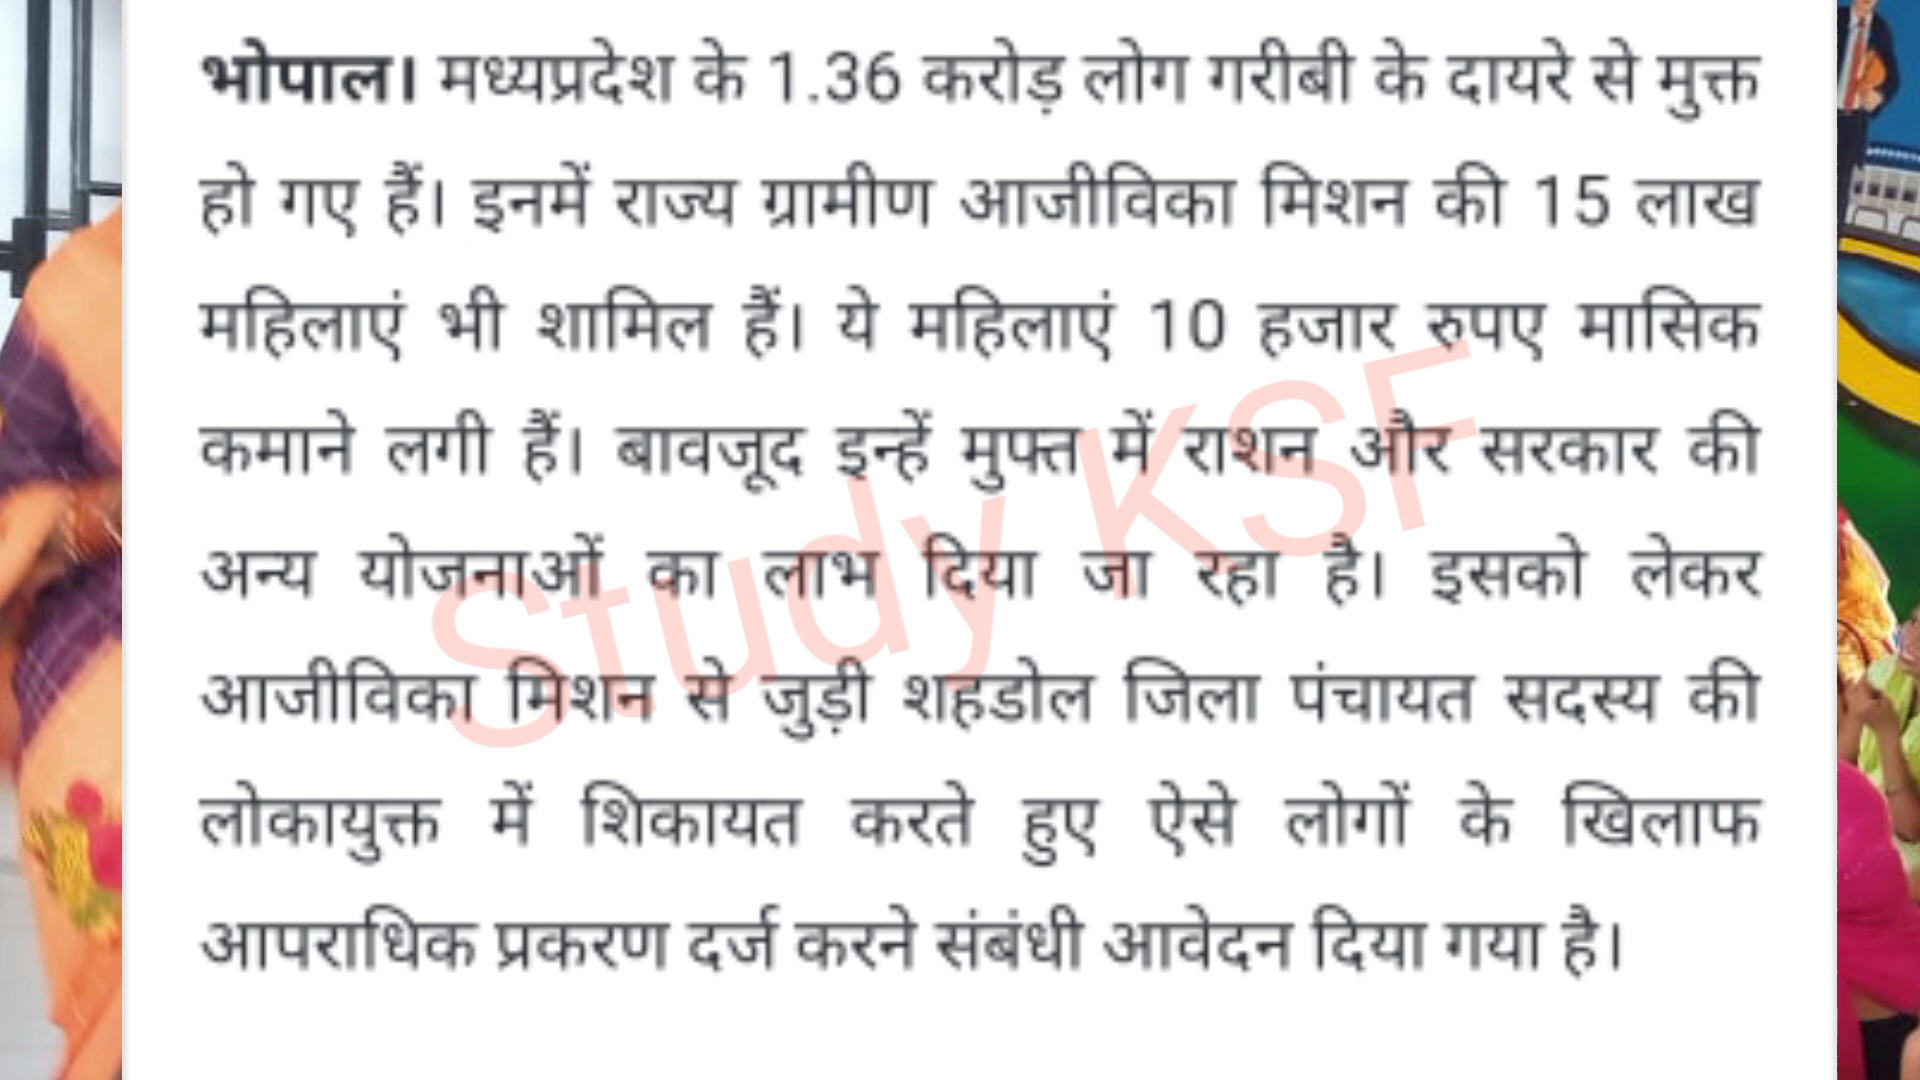 भोपाल। मध्यप्रदेश के 1.36 करोड़ लोग गरीबी के दायरे से मुक्त
हो गए हैं। इनमें राज्य ग्रामीण आजीविका मिशन की 15 लाख
महिलाएं भी शामिल हैं। ये महिलाएं 10 हजार रुपए मासिक
कमाने लगी हैं। बावजूद इन्हें मुफ्त में राशन और सरकार की
अन्य योजनाओं का लाभ दिया जा रहा है। इसको लेकर
आजीविका मिशन से जुड़ी शहडोल जिला पंचायत सदस्य की
लोकायुक्त में शिकायत करते हुए ऐसे लोगों के खिलाफ
आपराधिक प्रकरण दर्ज करने संबंधी आवेदन दिया गया है।
Study KSF